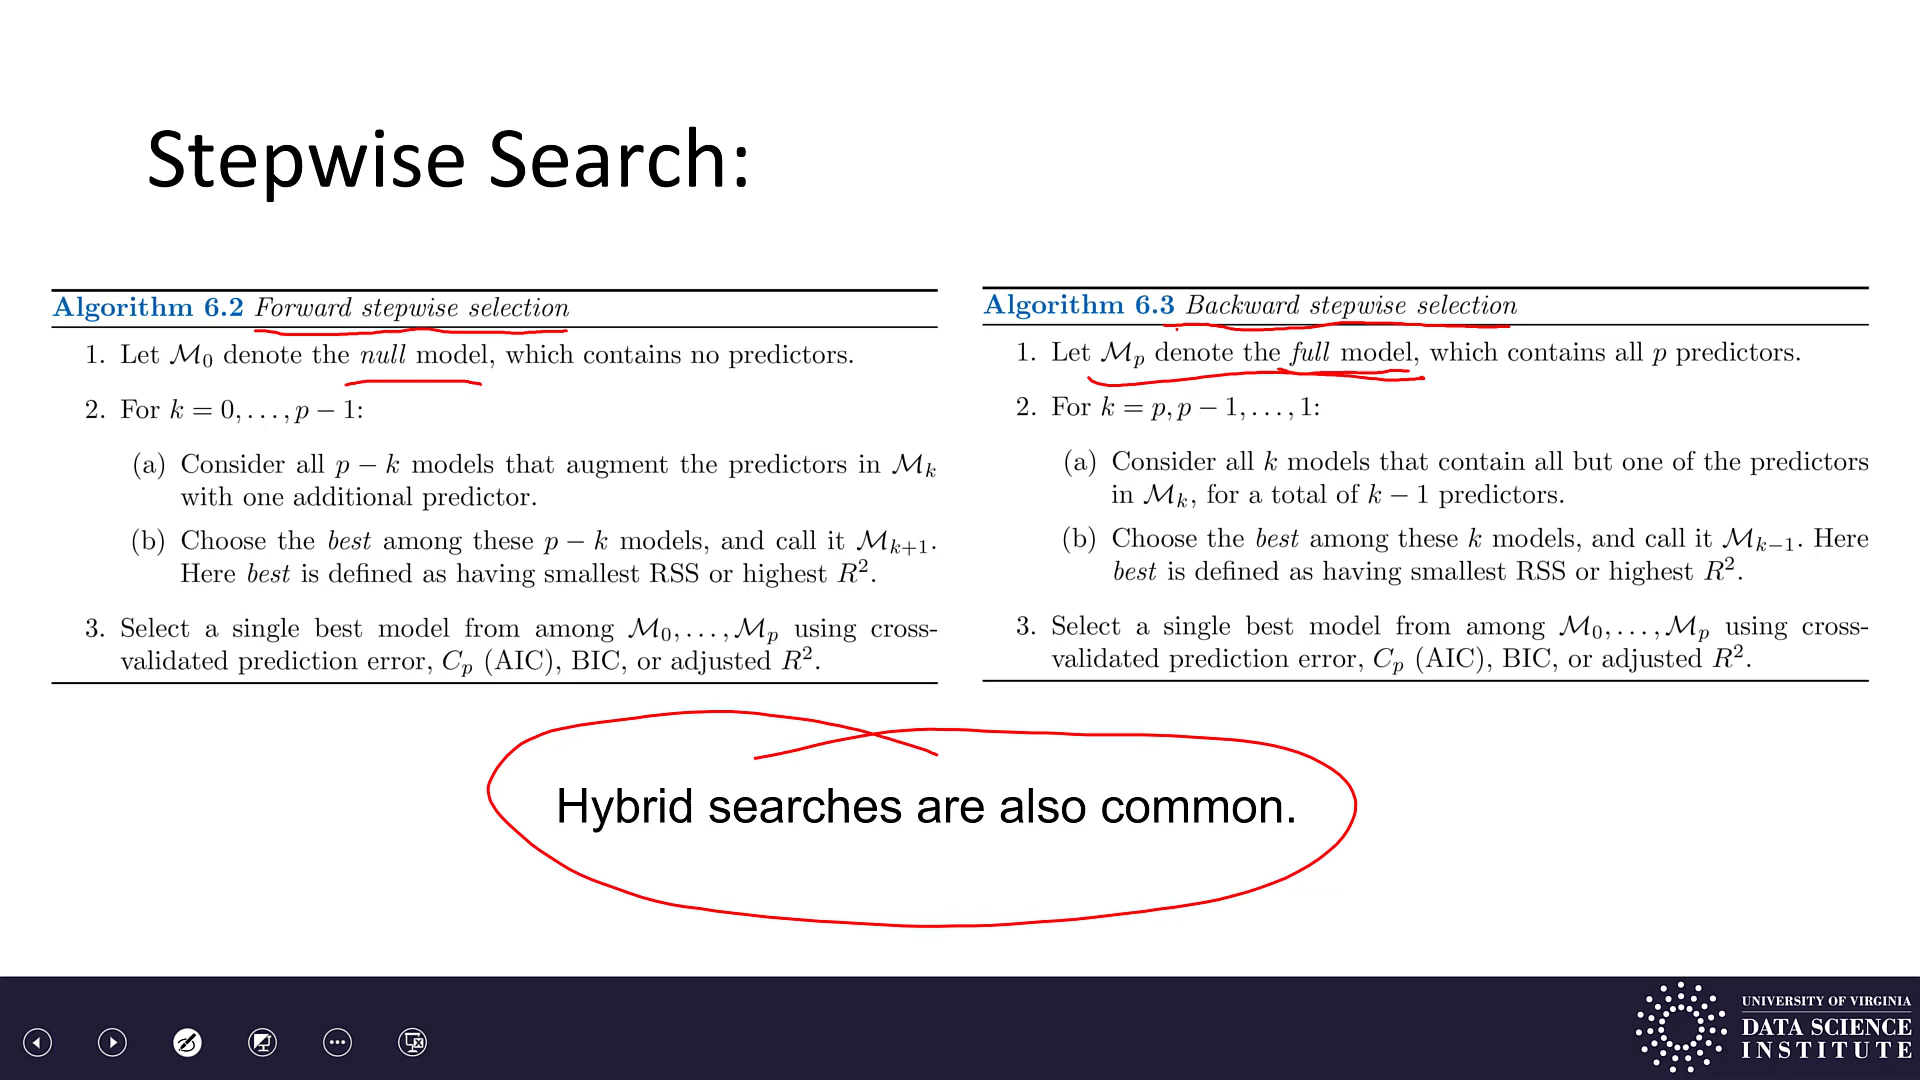 Stepwise Search:
Algorithm 6.2 Forward stepwise selection
1. Let ℳ₀ denote the null model, which contains no predictors.
2. For k = 0, . . . , p − 1:
(a) Consider all p − k models that augment the predictors in ℳₖ
with one additional predictor.
(b) Choose the best among these p − k models, and call it ℳₖ₊₁.
Here best is defined as having smallest RSS or highest R².
3. Select a single best model from among ℳ₀, . . . , ℳₚ using cross-
validated prediction error, Cₚ (AIC), BIC, or adjusted R².
Algorithm 6.3 Backward stepwise selection
1. Let ℳₚ denote the full model, which contains all p predictors.
2. For k = p, p − 1, . . . , 1:
(a) Consider all k models that contain all but one of the predictors
in ℳₖ, for a total of k − 1 predictors.
(b) Choose the best among these k models, and call it ℳₖ₋₁. Here
best is defined as having smallest RSS or highest R².
3. Select a single best model from among ℳ₀, . . . , ℳₚ using cross-
validated prediction error, Cₚ (AIC), BIC, or adjusted R².
Hybrid searches are also common.
UNIVERSITY OF VIRGINIA
DATA SCIENCE
INSTITUTE